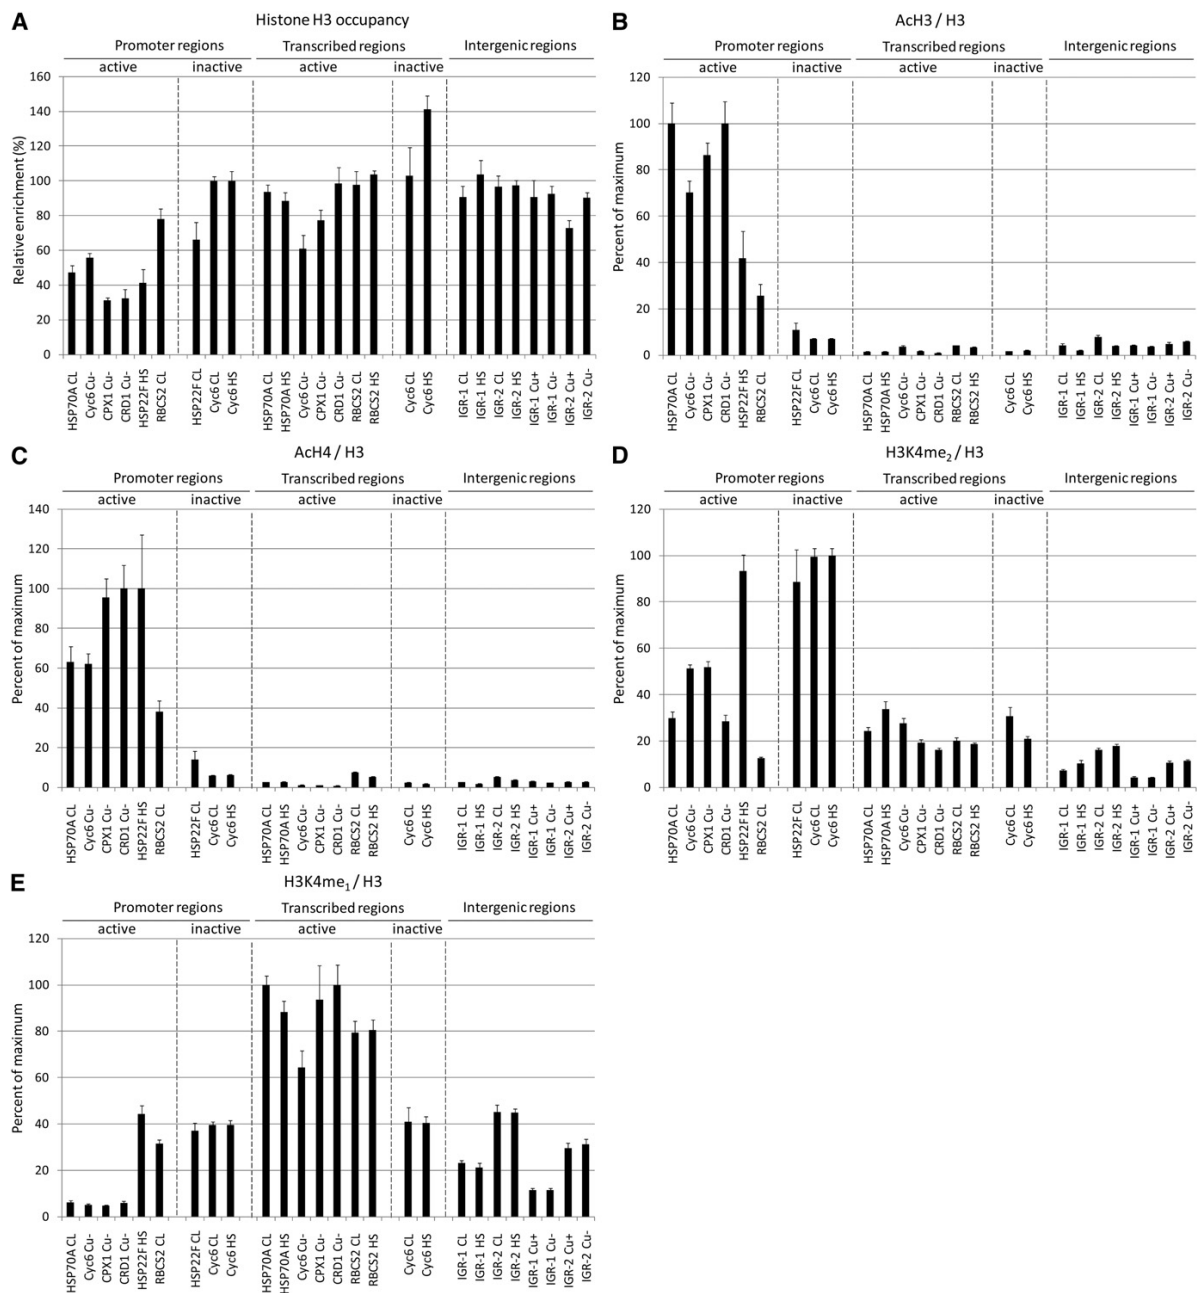 A
Histone H3 occupancy
Promoter regions Transcribed regions Intergenic regions
active inactive active inactive
Relative enrichment (%)
160
140
120
100
80
60
40
20
0
HSP70A CL
Cyc6 Cu-
CPX1 Cu-
CRD1 Cu-
HSP22F HS
RBCS2 CL
HSP22F CL
Cyc6 CL
Cyc6 HS
HSP70A CL
HSP70A HS
Cyc6 Cu-
CPX1 Cu-
CRD1 Cu-
RBCS2 CL
RBCS2 HS
Cyc6 CL
Cyc6 HS
IGR-1 CL
IGR-1 HS
IGR-2 CL
IGR-2 HS
IGR-1 Cu+
IGR-1 Cu-
IGR-2 Cu+
IGR-2 Cu-
B
AcH3 / H3
Promoter regions Transcribed regions Intergenic regions
active inactive active inactive
Percent of maximum
120
100
80
60
40
20
0
HSP70A CL
Cyc6 Cu-
CPX1 Cu-
CRD1 Cu-
HSP22F HS
RBCS2 CL
HSP22F CL
Cyc6 CL
Cyc6 HS
HSP70A CL
HSP70A HS
Cyc6 Cu-
CPX1 Cu-
CRD1 Cu-
RBCS2 CL
RBCS2 HS
Cyc6 CL
Cyc6 HS
IGR-1 CL
IGR-1 HS
IGR-2 CL
IGR-2 HS
IGR-1 Cu+
IGR-1 Cu-
IGR-2 Cu+
IGR-2 Cu-
C
AcH4 / H3
Promoter regions Transcribed regions Intergenic regions
active inactive active inactive
Percent of maximum
140
120
100
80
60
40
20
0
HSP70A CL
Cyc6 Cu-
CPX1 Cu-
CRD1 Cu-
HSP22F HS
RBCS2 CL
HSP22F CL
Cyc6 CL
Cyc6 HS
HSP70A CL
HSP70A HS
Cyc6 Cu-
CPX1 Cu-
CRD1 Cu-
RBCS2 CL
RBCS2 HS
Cyc6 CL
Cyc6 HS
IGR-1 CL
IGR-1 HS
IGR-2 CL
IGR-2 HS
IGR-1 Cu+
IGR-1 Cu-
IGR-2 Cu+
IGR-2 Cu-
D
H3K4me₂ / H3
Promoter regions Transcribed regions Intergenic regions
active inactive active inactive
Percent of maximum
120
100
80
60
40
20
0
HSP70A CL
Cyc6 Cu-
CPX1 Cu-
CRD1 Cu-
HSP22F HS
RBCS2 CL
HSP22F CL
Cyc6 CL
Cyc6 HS
HSP70A CL
HSP70A HS
Cyc6 Cu-
CPX1 Cu-
CRD1 Cu-
RBCS2 CL
RBCS2 HS
Cyc6 CL
Cyc6 HS
IGR-1 CL
IGR-1 HS
IGR-2 CL
IGR-2 HS
IGR-1 Cu+
IGR-1 Cu-
IGR-2 Cu+
IGR-2 Cu-
E
H3K4me₁ / H3
Promoter regions Transcribed regions Intergenic regions
active inactive active inactive
Percent of maximum
120
100
80
60
40
20
0
HSP70A CL
Cyc6 Cu-
CPX1 Cu-
CRD1 Cu-
HSP22F HS
RBCS2 CL
HSP22F CL
Cyc6 CL
Cyc6 HS
HSP70A CL
HSP70A HS
Cyc6 Cu-
CPX1 Cu-
CRD1 Cu-
RBCS2 CL
RBCS2 HS
Cyc6 CL
Cyc6 HS
IGR-1 CL
IGR-1 HS
IGR-2 CL
IGR-2 HS
IGR-1 Cu+
IGR-1 Cu-
IGR-2 Cu+
IGR-2 Cu-